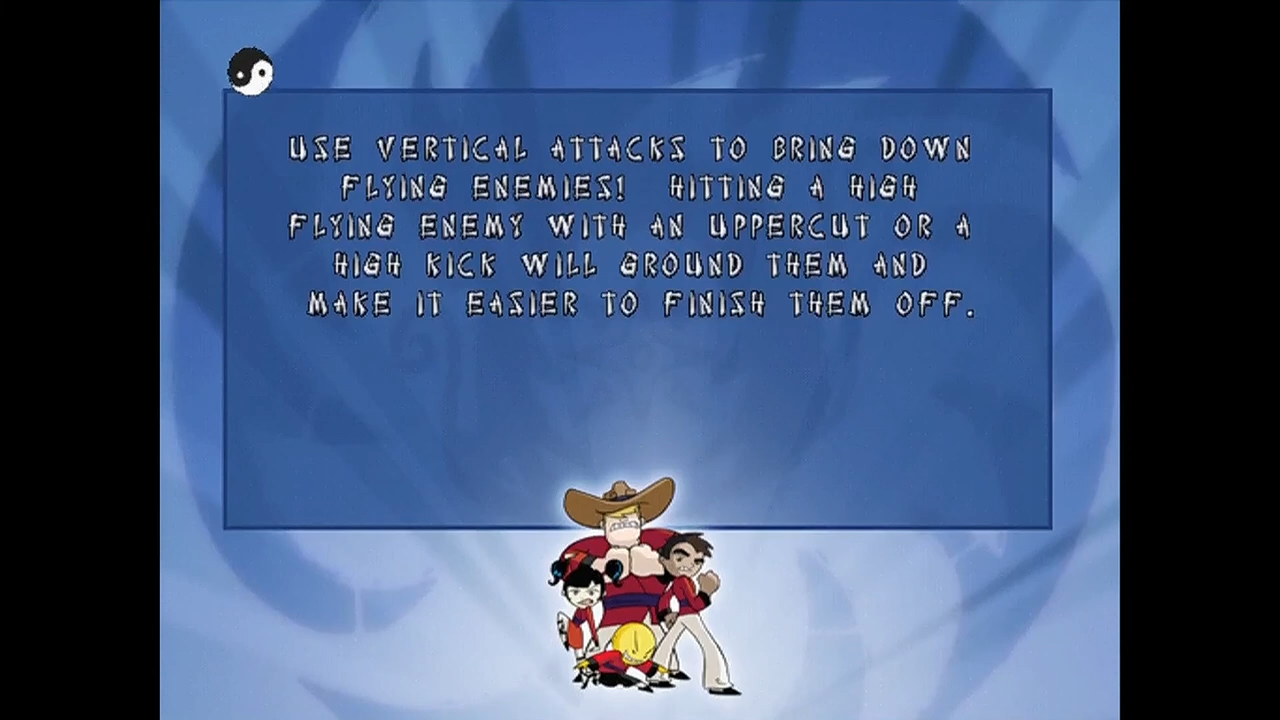 USE VERTICAL ATTACKS TO BRING DOWN
FLYING ENEMIES! HITTING A HIGH
FLYING ENEMY WITH AN UPPERCUT OR A
HIGH KICK WILL GROUND THEM AND
MAKE IT EASIER TO FINISH THEM OFF.